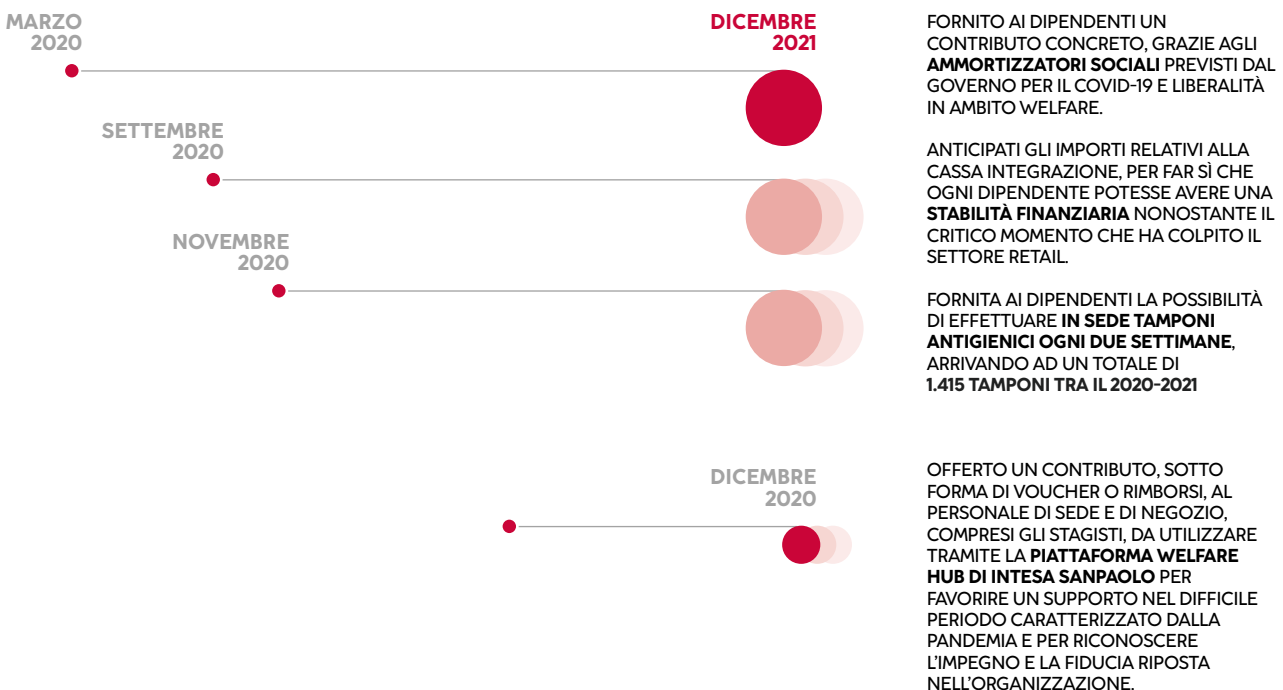 MARZO
2020
DICEMBRE
2021
FORNITO AI DIPENDENTI UN
CONTRIBUTO CONCRETO, GRAZIE AGLI
AMMORTIZZATORI SOCIALI PREVISTI DAL
GOVERNO PER IL COVID-19 E LIBERALITÀ
IN AMBITO WELFARE.
SETTEMBRE
2020
ANTICIPATI GLI IMPORTI RELATIVI ALLA
CASSA INTEGRAZIONE, PER FAR SÌ CHE
OGNI DIPENDENTE POTESSE AVERE UNA
STABILITÀ FINANZIARIA NONOSTANTE IL
CRITICO MOMENTO CHE HA COLPITO IL
SETTORE RETAIL.
NOVEMBRE
2020
FORNITA AI DIPENDENTI LA POSSIBILITÀ
DI EFFETTUARE IN SEDE TAMPONI
ANTIGIENICI OGNI DUE SETTIMANE,
ARRIVANDO AD UN TOTALE DI
1.415 TAMPONI TRA IL 2020-2021
DICEMBRE
2020
OFFERTO UN CONTRIBUTO, SOTTO
FORMA DI VOUCHER O RIMBORSI, AL
PERSONALE DI SEDE E DI NEGOZIO,
COMPRESI GLI STAGISTI, DA UTILIZZARE
TRAMITE LA PIATTAFORMA WELFARE
HUB DI INTESA SANPAOLO PER
FAVORIRE UN SUPPORTO NEL DIFFICILE
PERIODO CARATTERIZZATO DALLA
PANDEMIA E PER RICONOSCERE
L'IMPEGNO E LA FIDUCIA RIPOSTA
NELL'ORGANIZZAZIONE.